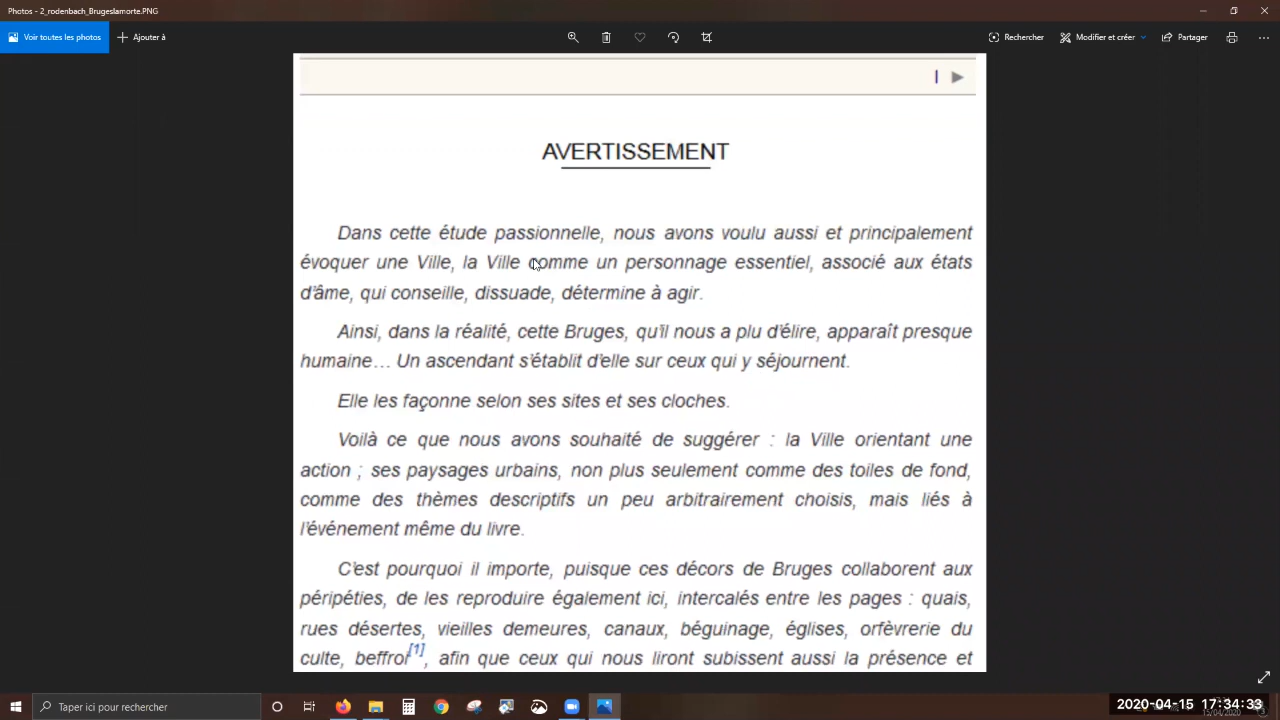 Photos - 2_rodenbach_Brugeslamorte.PNG
Voir toutes les photos
Ajouter à
Rechercher
Modifier et créer
Partager
I
AVERTISSEMENT
Dans cette étude passionnelle, nous avons voulu aussi et principalement
évoquer une Ville, la Ville comme un personnage essentiel, associé aux états
d'âme, qui conseille, dissuade, détermine à agir.
Ainsi, dans la réalité, cette Bruges, qu'il nous a plu d'élire, apparaît presque
humaine… Un ascendant s'établit d'elle sur ceux qui y séjournent.
Elle les façonne selon ses sites et ses cloches.
Voilà ce que nous avons souhaité de suggérer : la Ville orientant une
action ; ses paysages urbains, non plus seulement comme des toiles de fond,
comme des thèmes descriptifs un peu arbitrairement choisis, mais liés à
l'événement même du livre.
C'est pourquoi il importe, puisque ces décors de Bruges collaborent aux
péripéties, de les reproduire également ici, intercalés entre les pages : quais,
rues désertes, vieilles demeures, canaux, béguinage, églises, orfèvrerie du
culte, beffroi[1], afin que ceux qui nous liront subissent aussi la présence et
Taper ici pour rechercher
2020-04-15 17:34:33